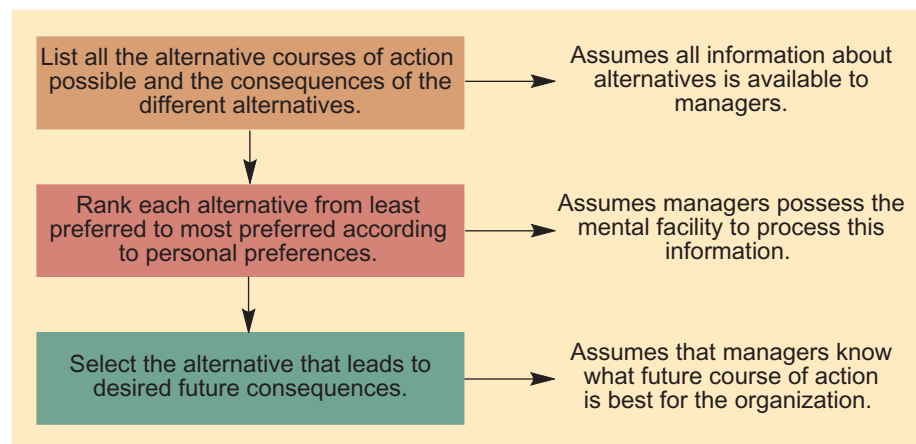 List all the alternative courses of action
possible and the consequences of the
different alternatives.
Assumes all information about
alternatives is available to
managers.
Rank each alternative from least
preferred to most preferred according
to personal preferences.
Assumes managers possess the
mental facility to process this
information.
Select the alternative that leads to
desired future consequences.
Assumes that managers know
what future course of action
is best for the organization.